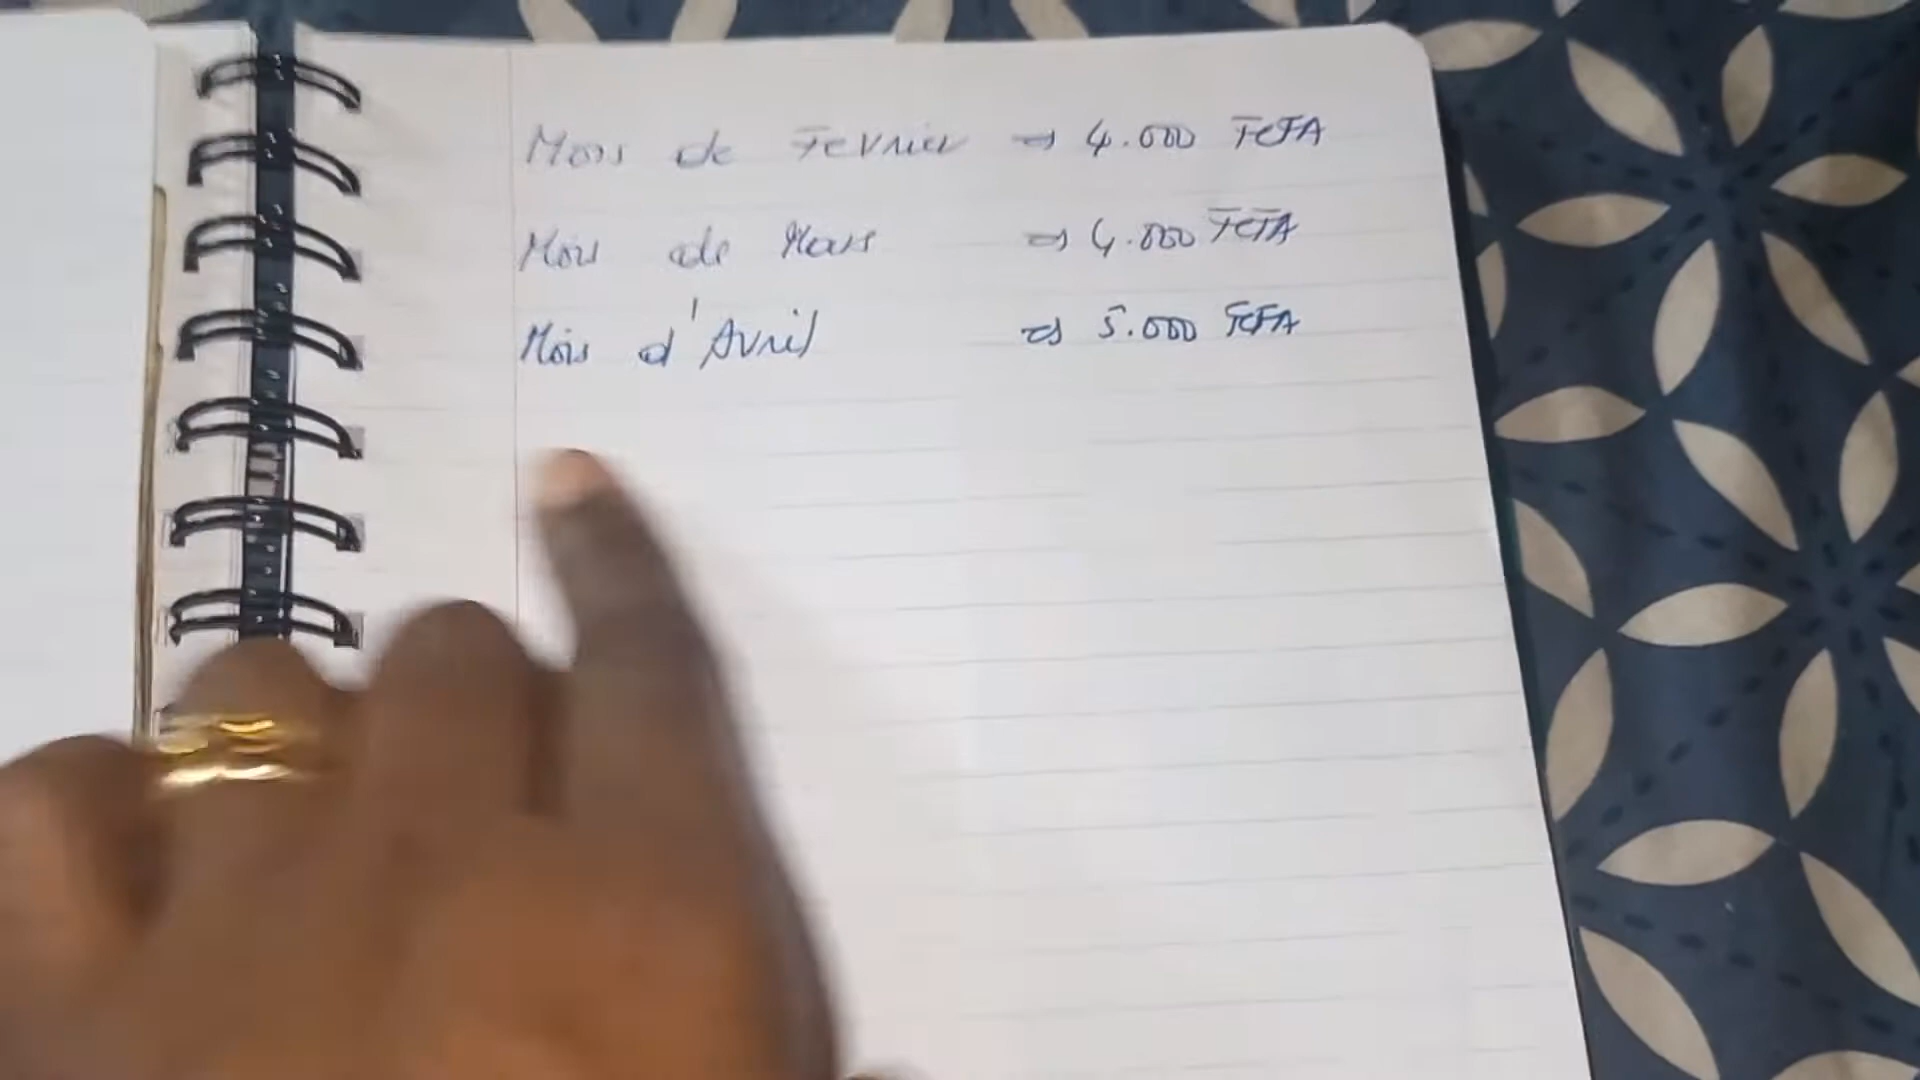 Mois de Fevrier => 4.000 FCFA
Mois de Mars => 4.000 FCFA
Mois d'Avril => 5.000 FCFA